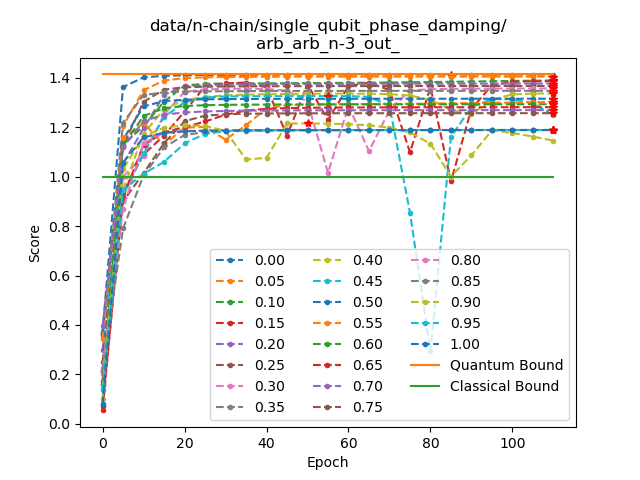 data/n-chain/single_qubit_phase_damping/
arb_arb_n-3_out_
Score
1.4
1.2
1.0
0.8
0.6
0.4
0.2
0.0
0 20 40 60 80 100
Epoch
0.00 0.40 0.80
0.05 0.45 0.85
0.10 0.50 0.90
0.15 0.55 0.95
0.20 0.60 1.00
0.25 0.65 Quantum Bound
0.30 0.70 Classical Bound
0.35 0.75